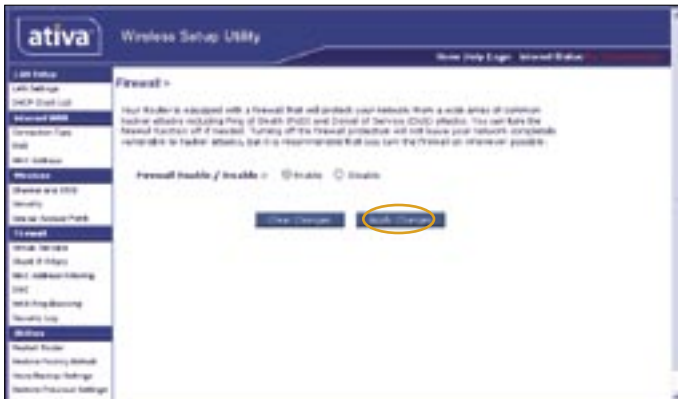 ativa
Wireless Setup Utility
Home Help Login Internet Status:
LAN Setup
LAN Settings
DHCP Client List
Internet WAN
Connection Type
DNS
MAC Address
Wireless
Channel and SSID
Security
Use as Access Point
Firewall
Virtual Servers
Client IP Filters
MAC Address Filtering
DMZ
WAN Ping Blocking
Security Log
Utilities
Restart Router
Restore Factory Default
Save/Backup Settings
Restore Previous Settings
Firewall >
Your Router is equipped with a firewall that will protect your network from a wide array of common
hacker attacks including Ping of Death (PoD) and Denial of Service (DoS) attacks. You can turn the
firewall function off if needed. Turning off the firewall protection will not leave your network completely
vulnerable to hacker attacks, but it is recommended that you turn the firewall on whenever possible.
Firewall Enable / Disable > Enable Disable
Clear Changes Apply Changes